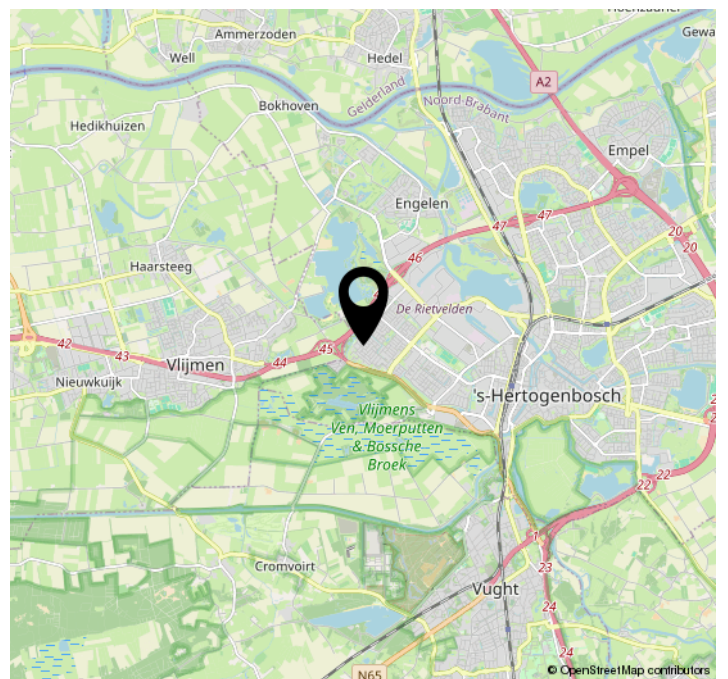 Ammerzoden
Well
Hedel
A2
Gelderland
Noord-Brabant
Bokhoven
Hedikhuizen
Empel
Engelen
47
47
20
20
46
Haarsteeg
De Rietvelden
42
43
44
45
Vlijmen
Nieuwkuijk
's-Hertogenbosch
Vlijmens
Ven, Moerputten
& Bossche
Broek
22
22
1
Cromvoirt
23
Vught
24
24
N65
© OpenStreetMap contributors